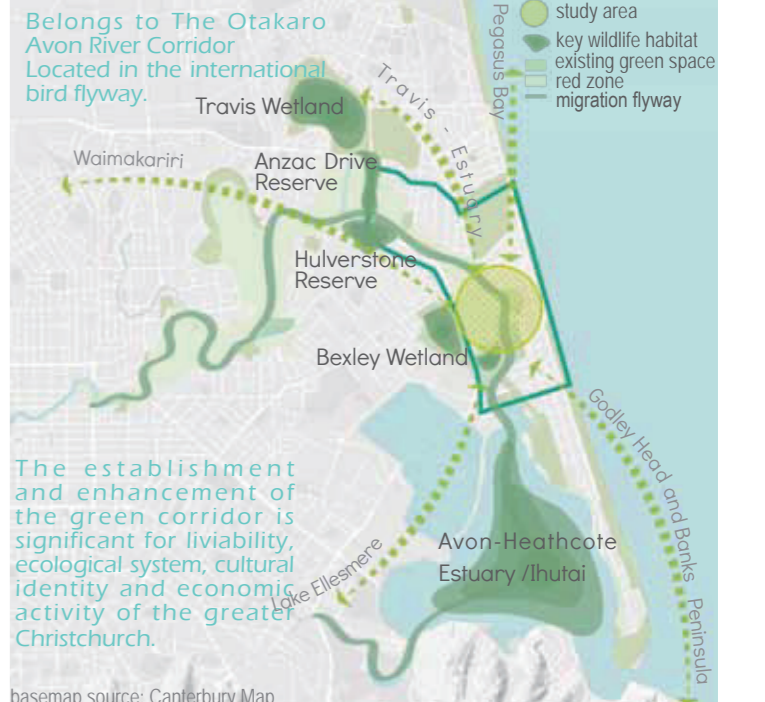 Belongs to The Otakaro
Avon River Corridor
Located in the international
bird flyway.
study area
key wildlife habitat
existing green space
red zone
migration flyway
Pegasus Bay
Travis - Estuary
Travis Wetland
Waimakariri
Anzac Drive
Reserve
Hulverstone
Reserve
Bexley Wetland
Godley Head and Banks Peninsula
The establishment
and enhancement of
the green corridor is
significant for liviability,
ecological system, cultural
identity and economic
activity of the greater
Christchurch.
Lake Ellesmere
Avon-Heathcote
Estuary /Ihutai
basemap source: Canterbury Map